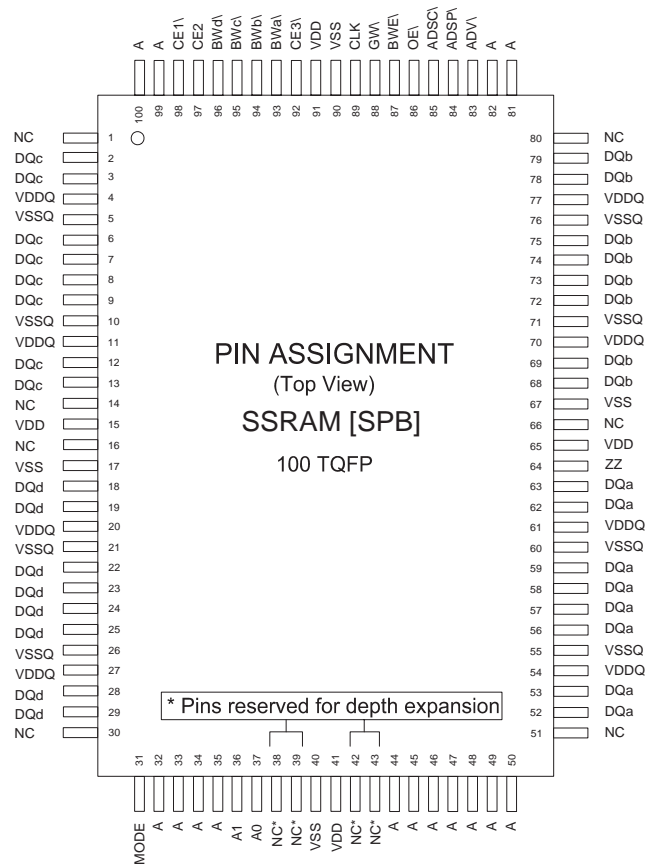 A A CE1\ CE2 BWd\ BWc\ BWb\ BWa\ CE3\ VDD VSS CLK GW\ BWE\ OE\ ADSC\ ADSP\ ADV\ A A
100 99 98 97 96 95 94 93 92 91 90 89 88 87 86 85 84 83 82 81
NC 1 80 NC
DQc 2 79 DQb
DQc 3 78 DQb
VDDQ 4 77 VDDQ
VSSQ 5 76 VSSQ
DQc 6 75 DQb
DQc 7 74 DQb
DQc 8 73 DQb
DQc 9 72 DQb
VSSQ 10 71 VSSQ
VDDQ 11 70 VDDQ
DQc 12 69 DQb
DQc 13 68 DQb
NC 14 67 VSS
VDD 15 66 NC
NC 16 65 VDD
VSS 17 64 ZZ
DQd 18 63 DQa
DQd 19 62 DQa
VDDQ 20 61 VDDQ
VSSQ 21 60 VSSQ
DQd 22 59 DQa
DQd 23 58 DQa
DQd 24 57 DQa
DQd 25 56 DQa
VSSQ 26 55 VSSQ
VDDQ 27 54 VDDQ
DQd 28 53 DQa
DQd 29 52 DQa
NC 30 51 NC
PIN ASSIGNMENT
(Top View)
SSRAM [SPB]
100 TQFP
* Pins reserved for depth expansion
31 32 33 34 35 36 37 38 39 40 41 42 43 44 45 46 47 48 49 50
MODE A A A A A1 A0 NC* NC* VSS VDD NC* NC* A A A A A A A